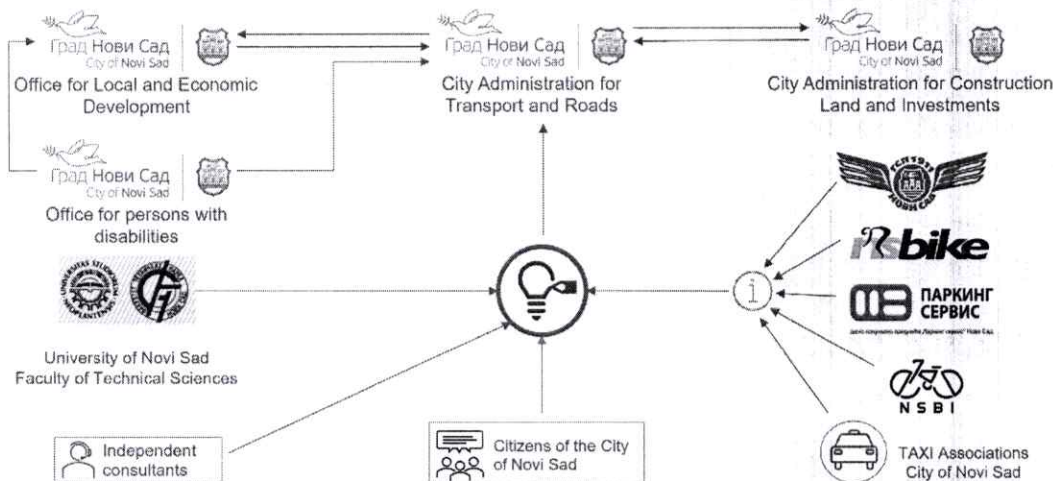 Град Нови Сад
City of Novi Sad
Office for Local and Economic
Development
Град Нови Сад
City of Novi Sad
City Administration for
Transport and Roads
Град Нови Сад
City of Novi Sad
City Administration for Construction
Land and Investments
Град Нови Сад
City of Novi Sad
Office for persons with
disabilities
НОВИ САД
bike
ПАРКИНГ
СЕРВИС
i
University of Novi Sad
Faculty of Technical Sciences
NSBI
Independent
consultants
Citizens of the City
of Novi Sad
TAXI Associations
City of Novi Sad